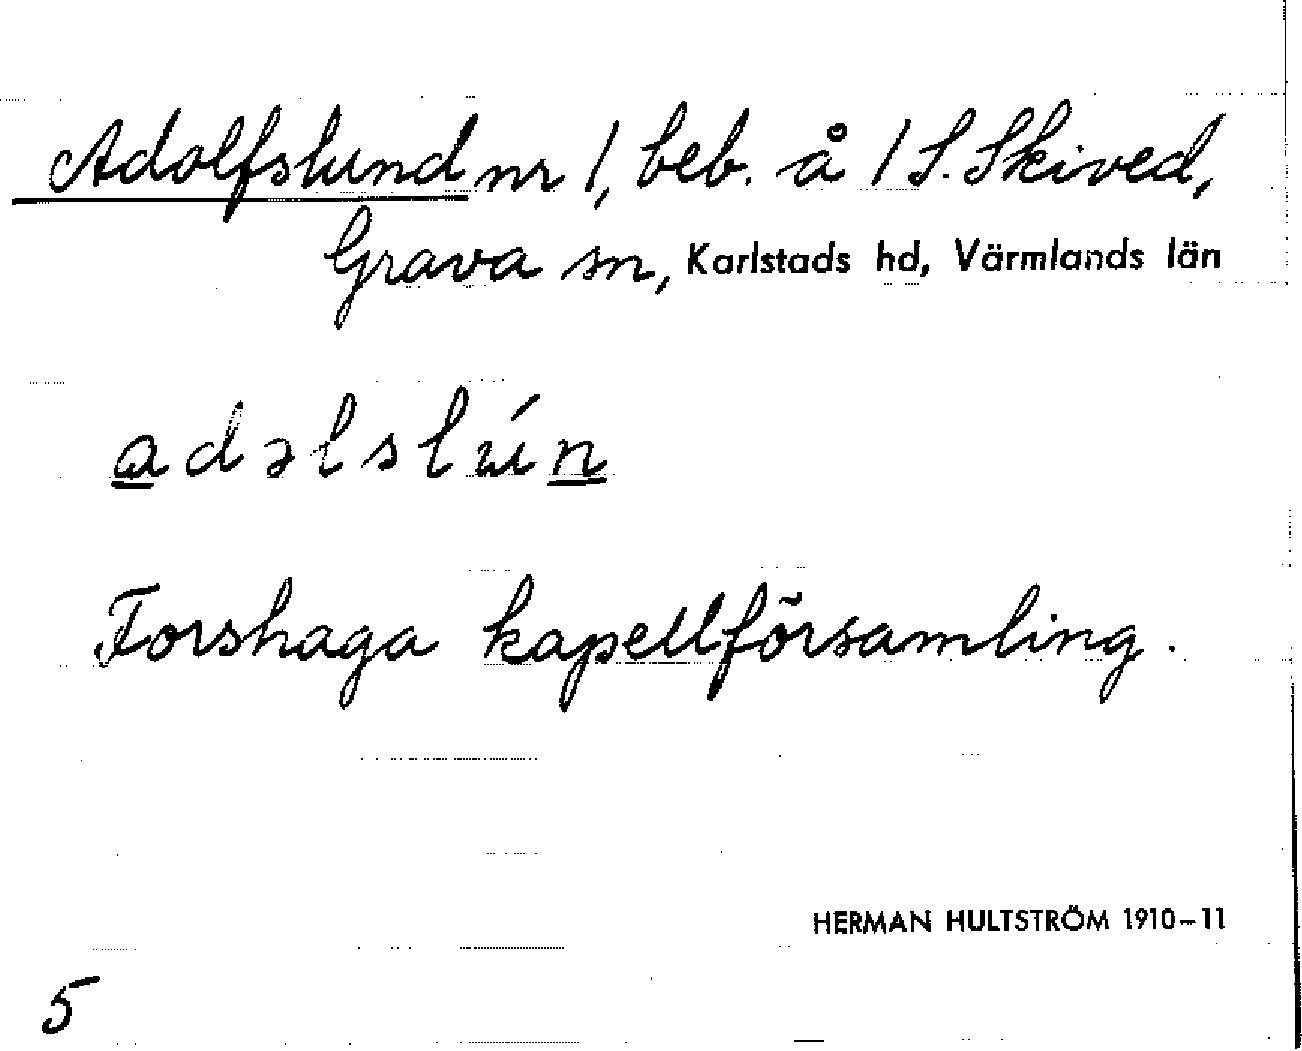 Adolfslund nr 1, beb. å 1 S. Skived,
Grava sn, Karlstads hd, Värmlands län
adəlslún
Forshaga kapellförsamling.
HERMAN HULTSTRÖM 1910-11
5